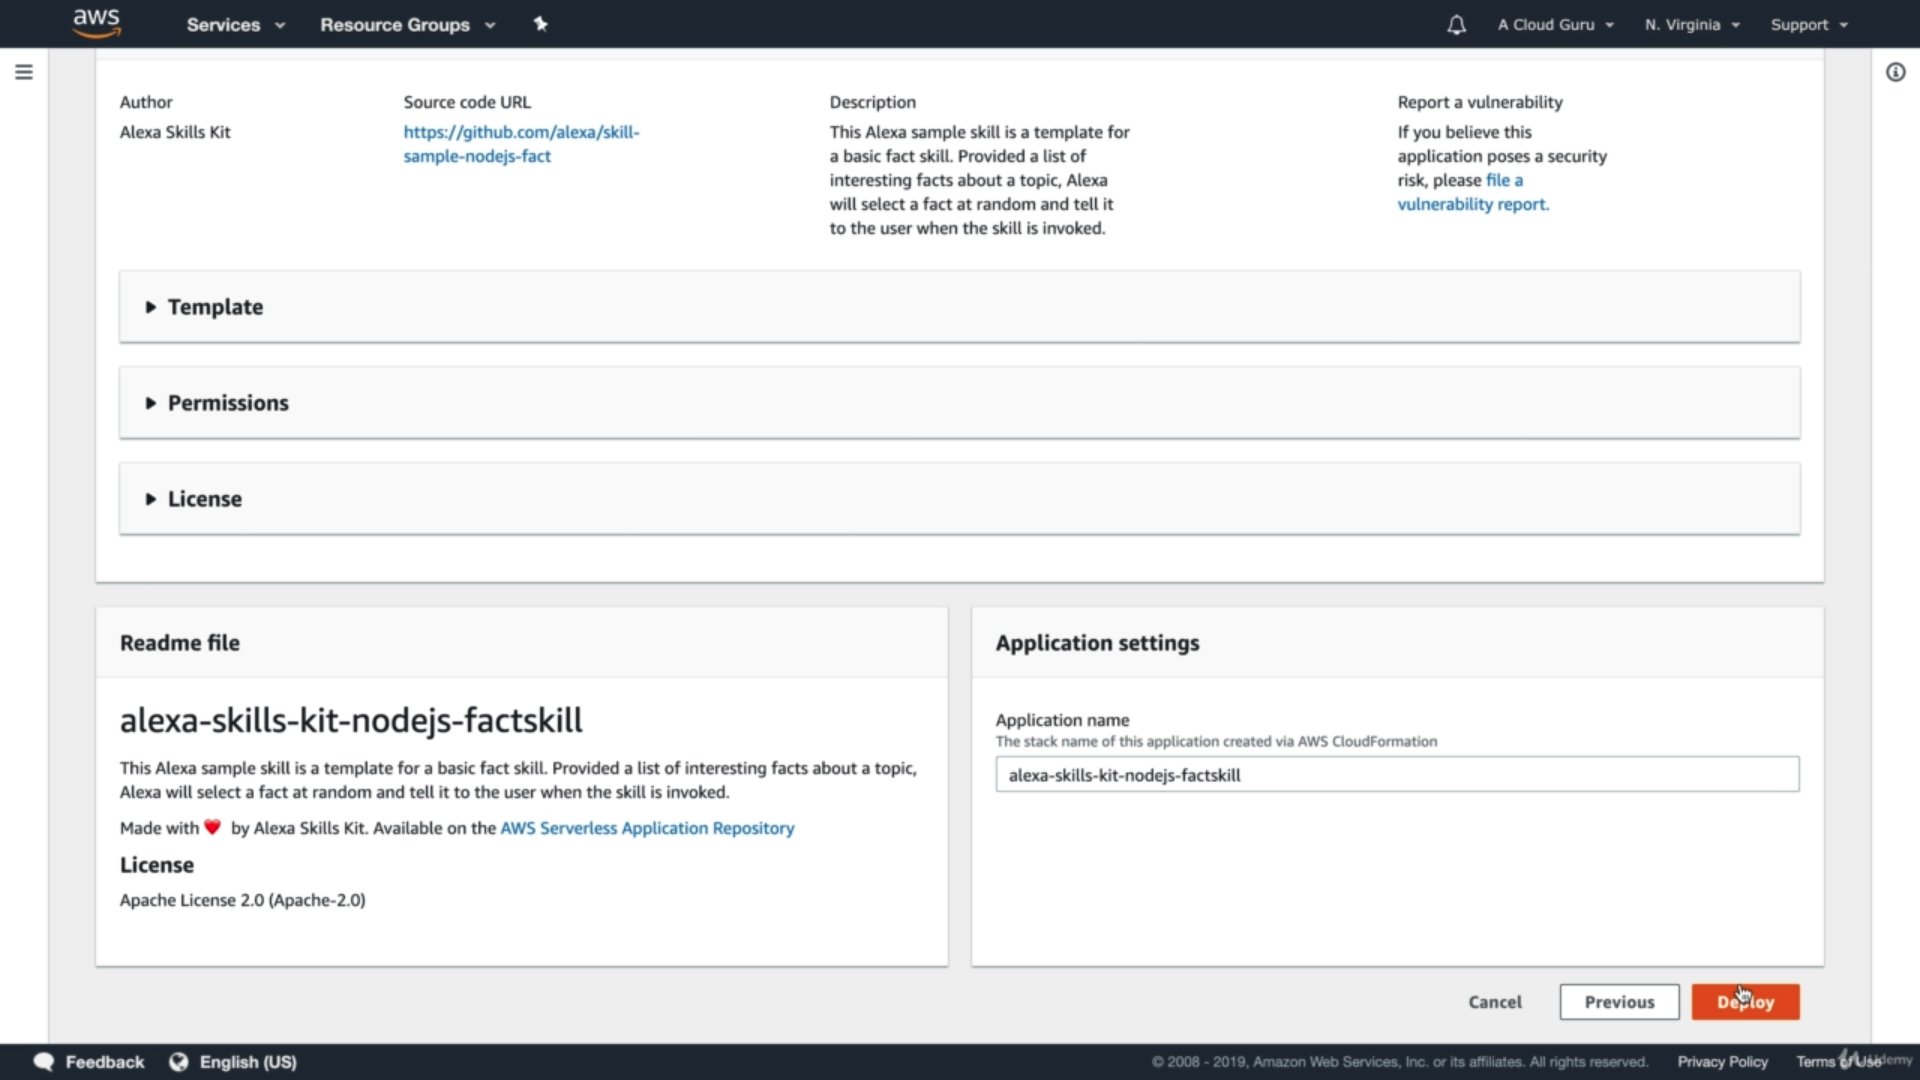 aws Services Resource Groups A Cloud Guru N. Virginia Support
Author Source code URL Description Report a vulnerability
Alexa Skills Kit
https://github.com/alexa/skill-
sample-nodejs-fact
This Alexa sample skill is a template for
a basic fact skill. Provided a list of
interesting facts about a topic, Alexa
will select a fact at random and tell it
to the user when the skill is invoked.
If you believe this
application poses a security
risk, please file a
vulnerability report.
Template
Permissions
License
Readme file
alexa-skills-kit-nodejs-factskill
This Alexa sample skill is a template for a basic fact skill. Provided a list of interesting facts about a topic,
Alexa will select a fact at random and tell it to the user when the skill is invoked.
Made with ❤ by Alexa Skills Kit. Available on the AWS Serverless Application Repository
License
Apache License 2.0 (Apache-2.0)
Application settings
Application name
The stack name of this application created via AWS CloudFormation
alexa-skills-kit-nodejs-factskill
Cancel Previous Deploy
Feedback English (US) © 2008 - 2019, Amazon Web Services, Inc. or its affiliates. All rights reserved. Privacy Policy Terms of Use